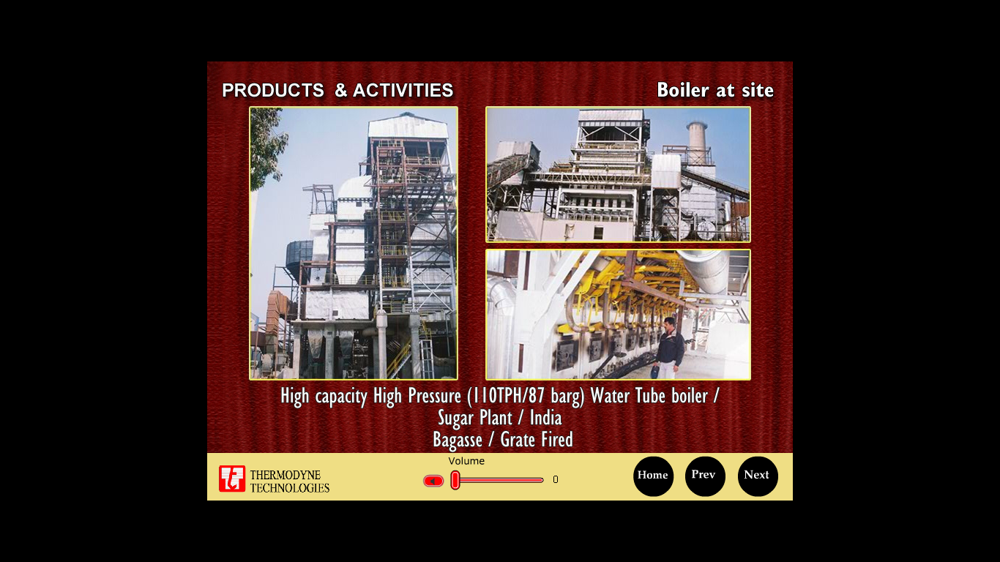 PRODUCTS & ACTIVITIES
Boiler at site
High capacity High Pressure (110TPH/87 barg) Water Tube boiler /
Sugar Plant / India
Bagasse / Grate Fired
THERMODYNE
TECHNOLOGIES
Volume
0
Home
Prev
Next